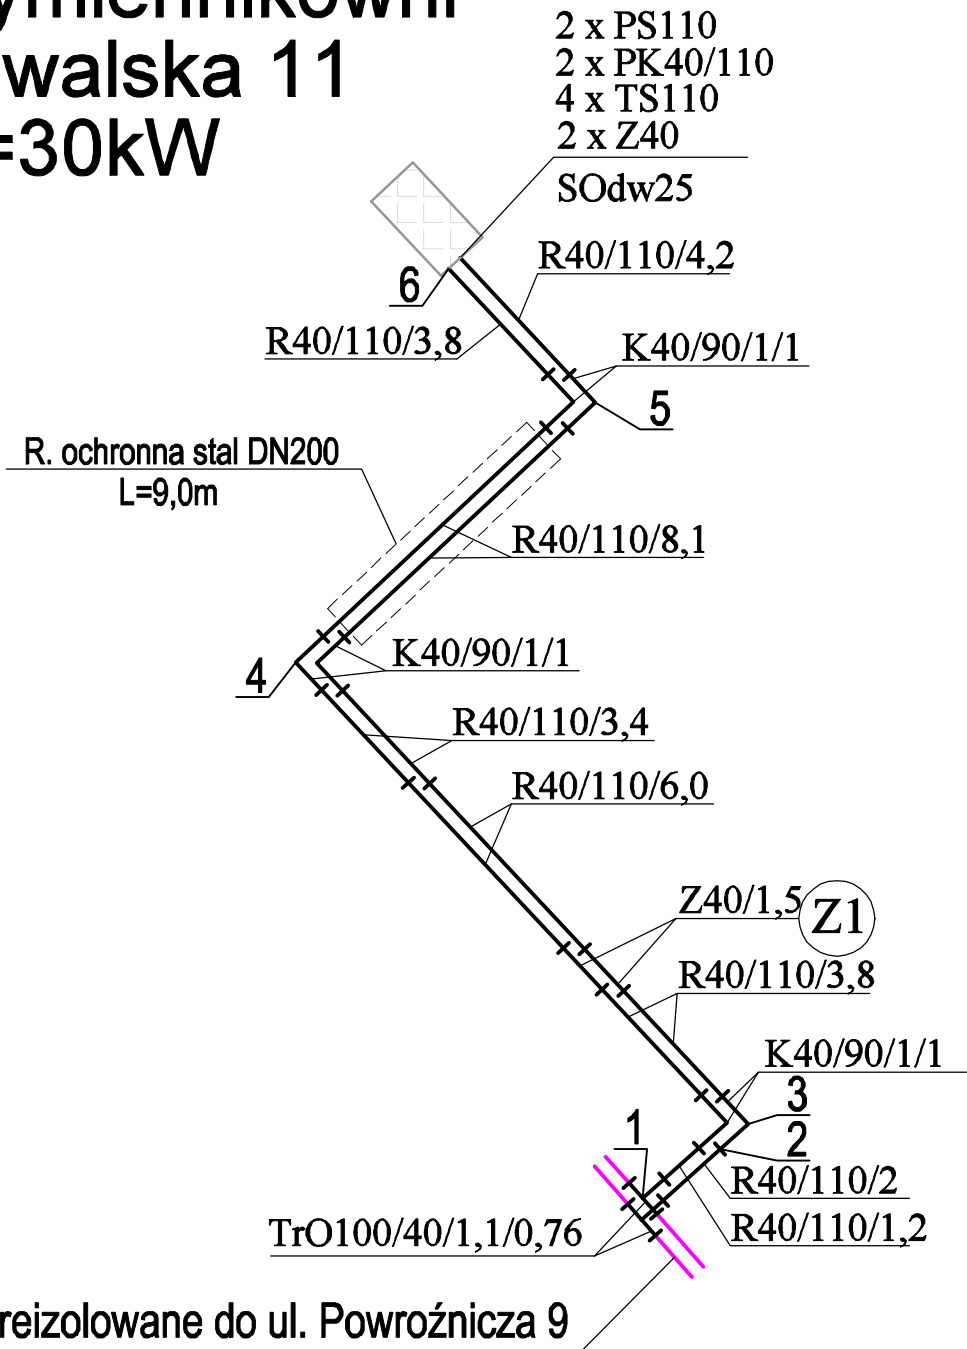 walska 11
=30kW
2 x PS110
2 x PK40/110
4 x TS110
2 x Z40
SOdw25
R40/110/4,2
6
R40/110/3,8
K40/90/1/1
5
R. ochronna stal DN200
L=9,0m
R40/110/8,1
K40/90/1/1
4
R40/110/3,4
R40/110/6,0
Z40/1,5
Z1
R40/110/3,8
K40/90/1/1
3
1
2
R40/110/2
R40/110/1,2
TrO100/40/1,1/0,76
reizolowane do ul. Powroźnicza 9